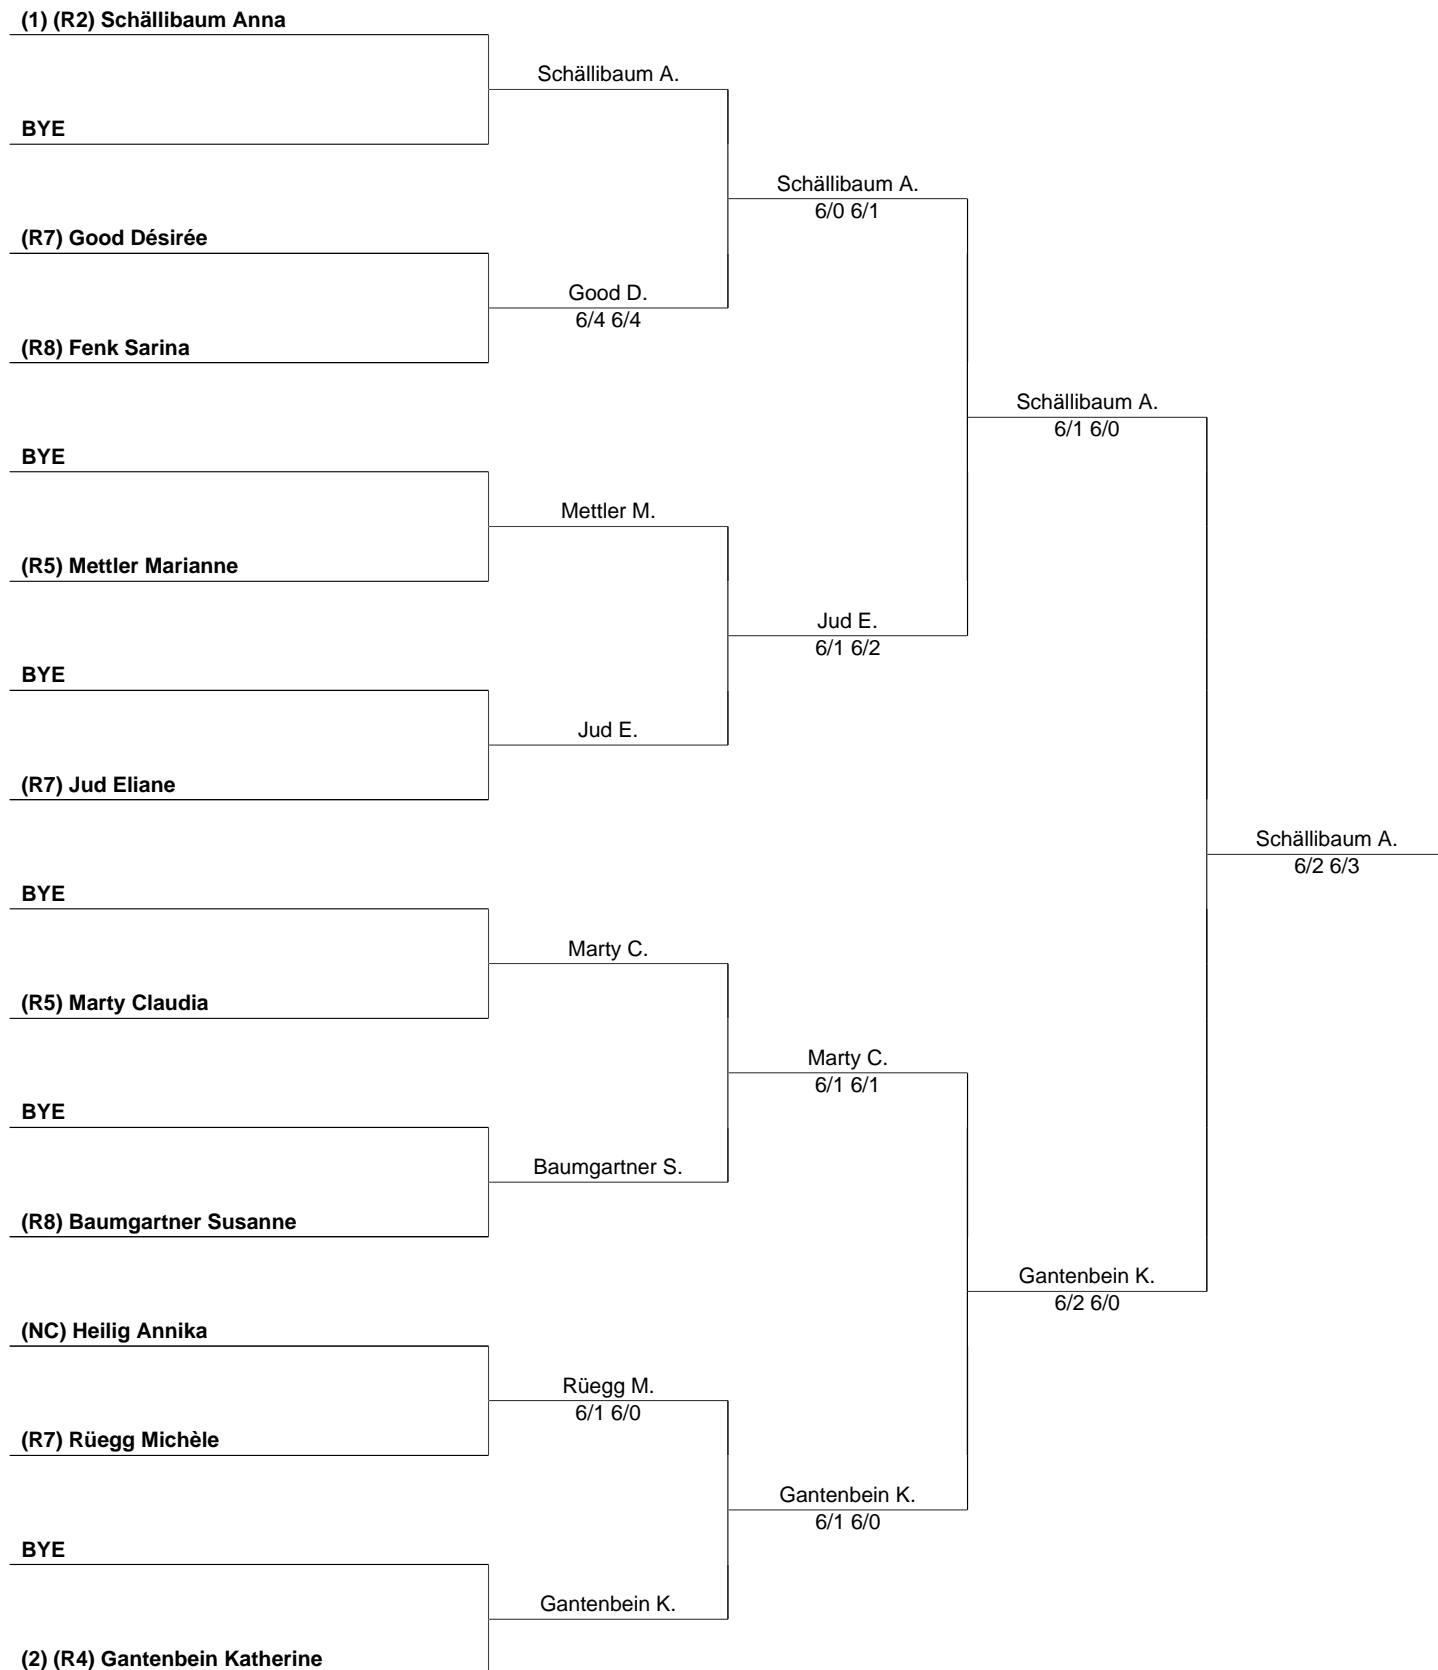 (1) (R2) Schällibaum Anna
Schällibaum A.
BYE
Schällibaum A.
6/0 6/1
(R7) Good Désirée
Good D.
6/4 6/4
(R8) Fenk Sarina
Schällibaum A.
6/1 6/0
BYE
Mettler M.
(R5) Mettler Marianne
Jud E.
6/1 6/2
BYE
Jud E.
(R7) Jud Eliane
Schällibaum A.
6/2 6/3
BYE
Marty C.
(R5) Marty Claudia
Marty C.
6/1 6/1
BYE
Baumgartner S.
(R8) Baumgartner Susanne
Gantenbein K.
6/2 6/0
(NC) Heilig Annika
Rüegg M.
6/1 6/0
(R7) Rüegg Michèle
Gantenbein K.
6/1 6/0
BYE
Gantenbein K.
(2) (R4) Gantenbein Katherine